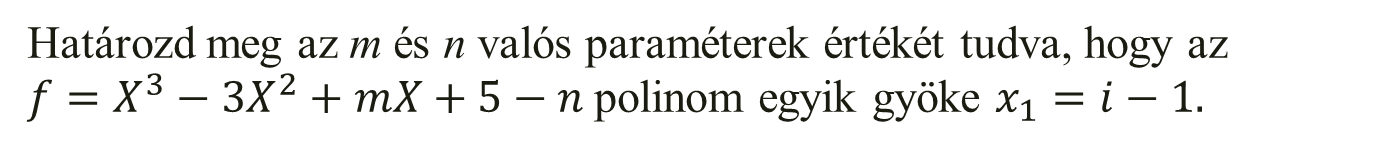 Határozd meg az m és n valós paraméterek értékét tudva, hogy az
f = X³ − 3X² + mX + 5 − n polinom egyik gyöke x₁ = i − 1.